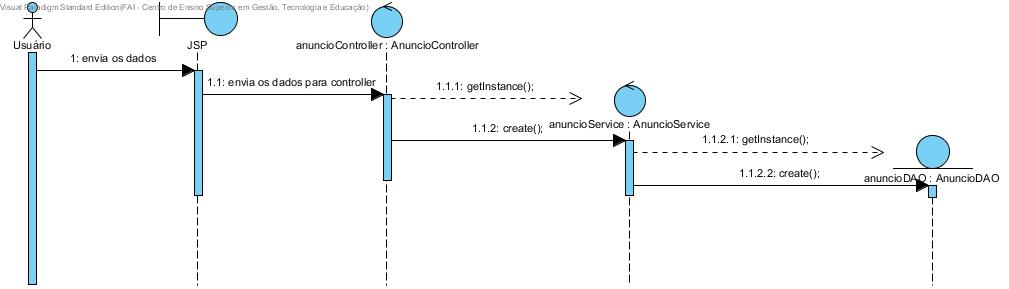 Visual Paradigm Standard Edition(FAI - Centro de Ensino Superior em Gestão, Tecnologia e Educação)
Usuário
JSP
anuncioController : AnuncioController
1: envia os dados
1.1: envia os dados para controller
1.1.1: getInstance();
anuncioService : AnuncioService
1.1.2: create();
1.1.2.1: getInstance();
1.1.2.2: create();
anuncioDAO : AnuncioDAO